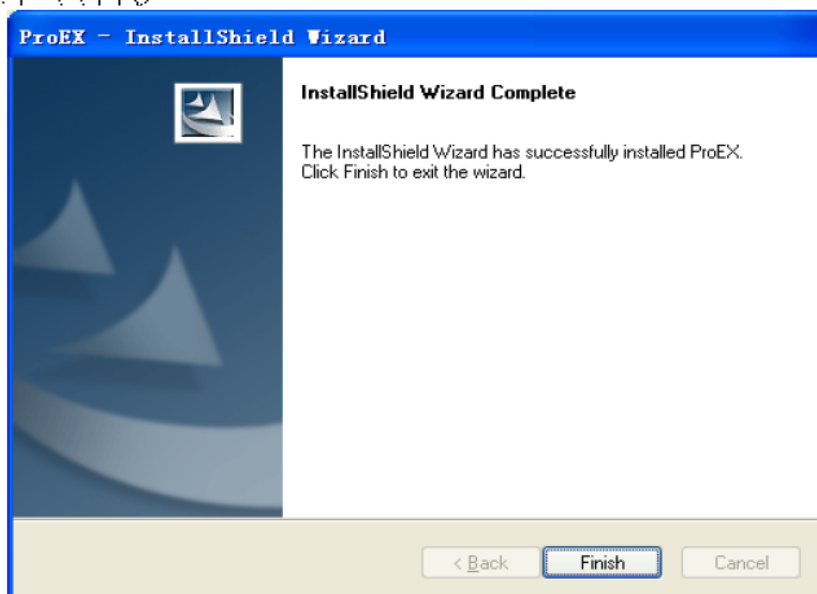 ProEX - InstallShield Wizard
InstallShield Wizard Complete
The InstallShield Wizard has successfully installed ProEX.
Click Finish to exit the wizard.
< Back
Finish
Cancel